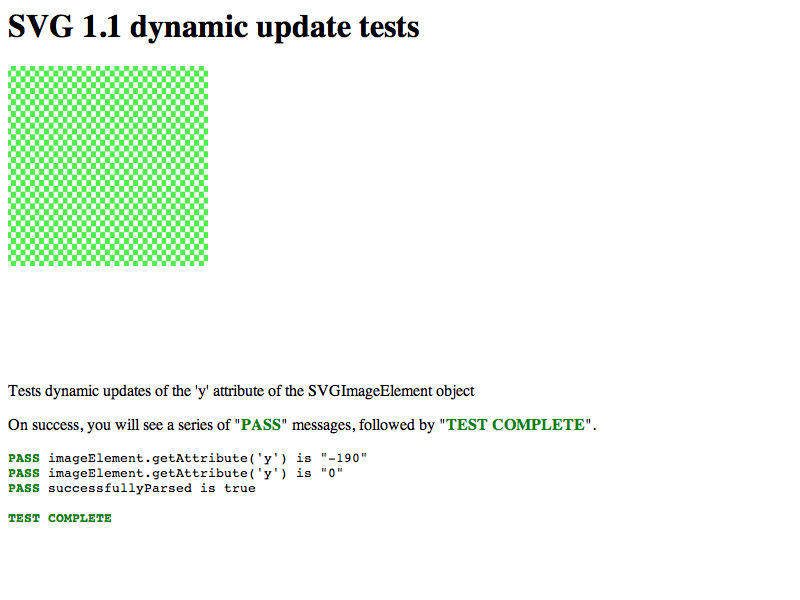 SVG 1.1 dynamic update tests
Tests dynamic updates of the 'y' attribute of the SVGImageElement object
On success, you will see a series of "PASS" messages, followed by "TEST COMPLETE".
PASS imageElement.getAttribute('y') is "-190"
PASS imageElement.getAttribute('y') is "0"
PASS successfullyParsed is true
TEST COMPLETE